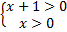 {x + 1 > 0
x > 0